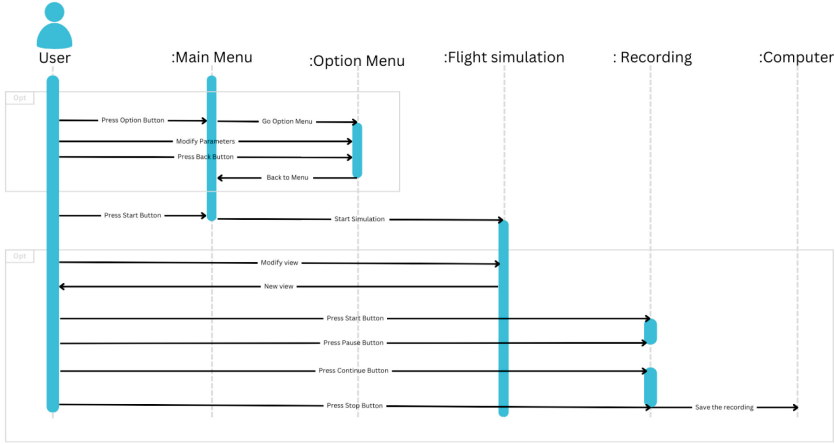 User
:Main Menu
:Option Menu
:Flight simulation
: Recording
:Computer
Opt
Press Option Button
Go Option Menu
Modify Parameters
Press Back Button
Back to Menu
Press Start Button
Start Simulation
Opt
Modify view
New view
Press Start Button
Press Pause Button
Press Continue Button
Press Stop Button
Save the recording